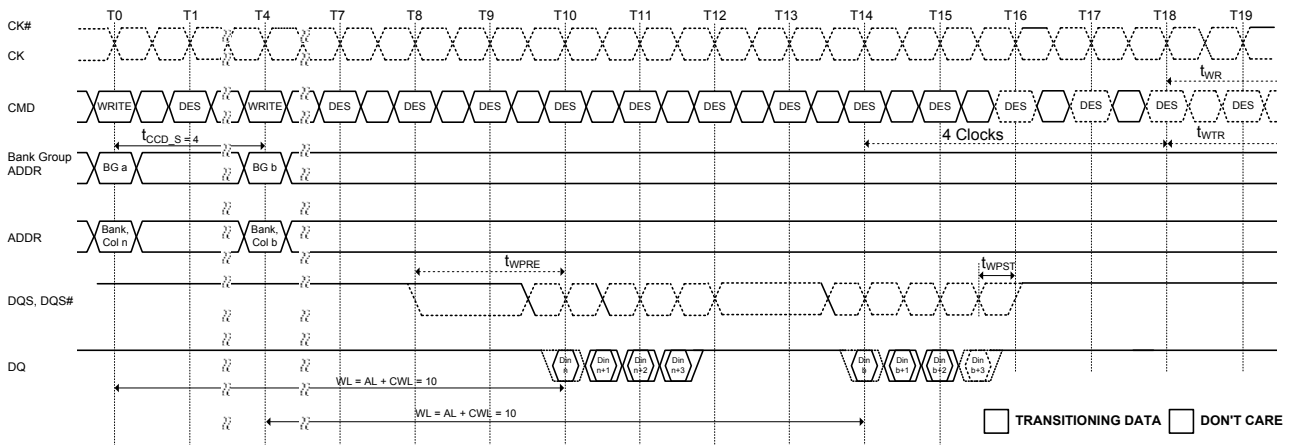 T0 T1 T4 T7 T8 T9 T10 T11 T12 T13 T14 T15 T16 T17 T18 T19
CK#
CK
tWR
CMD WRITE DES WRITE DES DES DES DES DES DES DES DES DES DES DES DES DES
tCCD_S = 4 4 Clocks tWTR
Bank Group
ADDR
BG a BG b
ADDR
Bank, Bank,
Col n Col b
tWPRE tWPST
DQS, DQS#
DQ
Din Din Din Din Din Din Din Din
n n+1 n+2 n+3 b b+1 b+2 b+3
WL = AL + CWL = 10
WL = AL + CWL = 10
TRANSITIONING DATA DON'T CARE